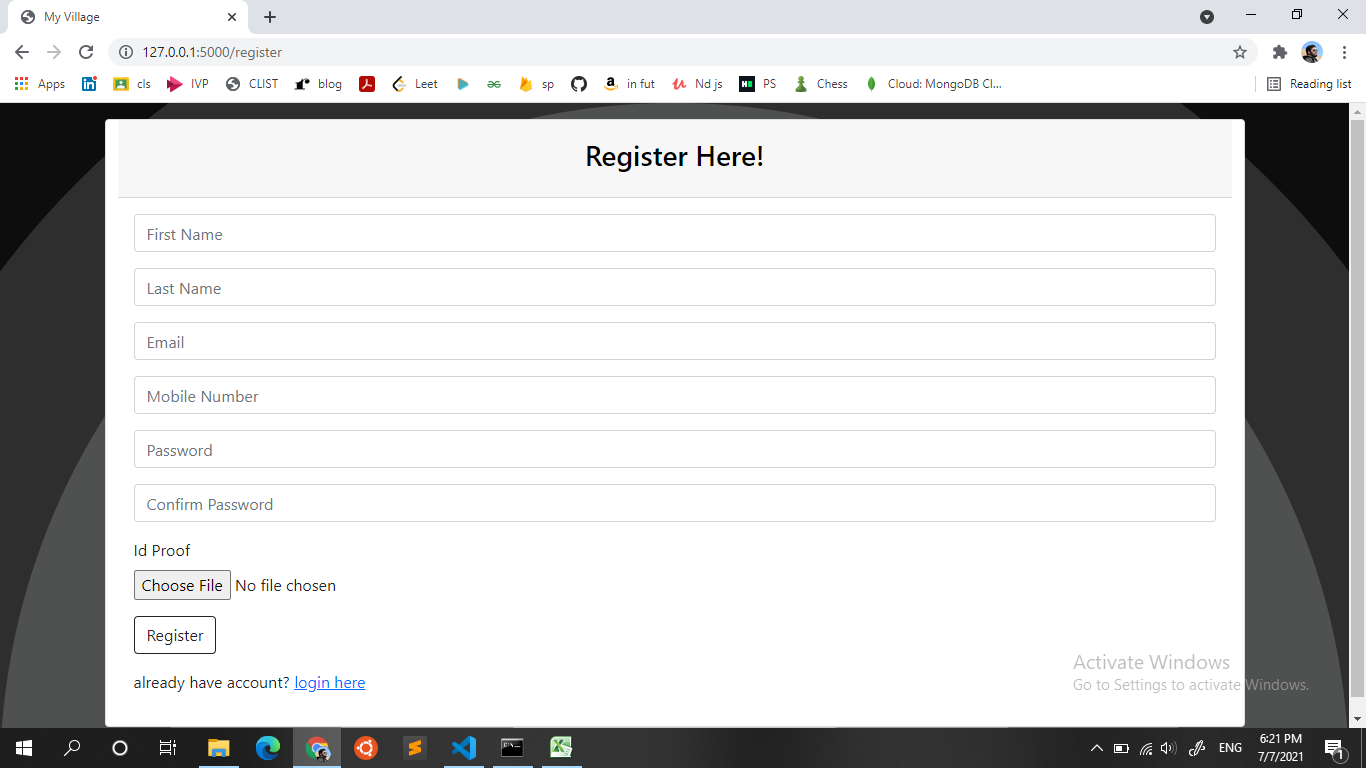 My Village
127.0.0.1:5000/register
Apps cls IVP CLIST blog Leet sp in fut Nd js PS Chess Cloud: MongoDB Cl... Reading list
Register Here!
First Name
Last Name
Email
Mobile Number
Password
Confirm Password
Id Proof
Choose File No file chosen
Register
already have account? login here
Activate Windows
Go to Settings to activate Windows.
ENG
6:21 PM
7/7/2021
1